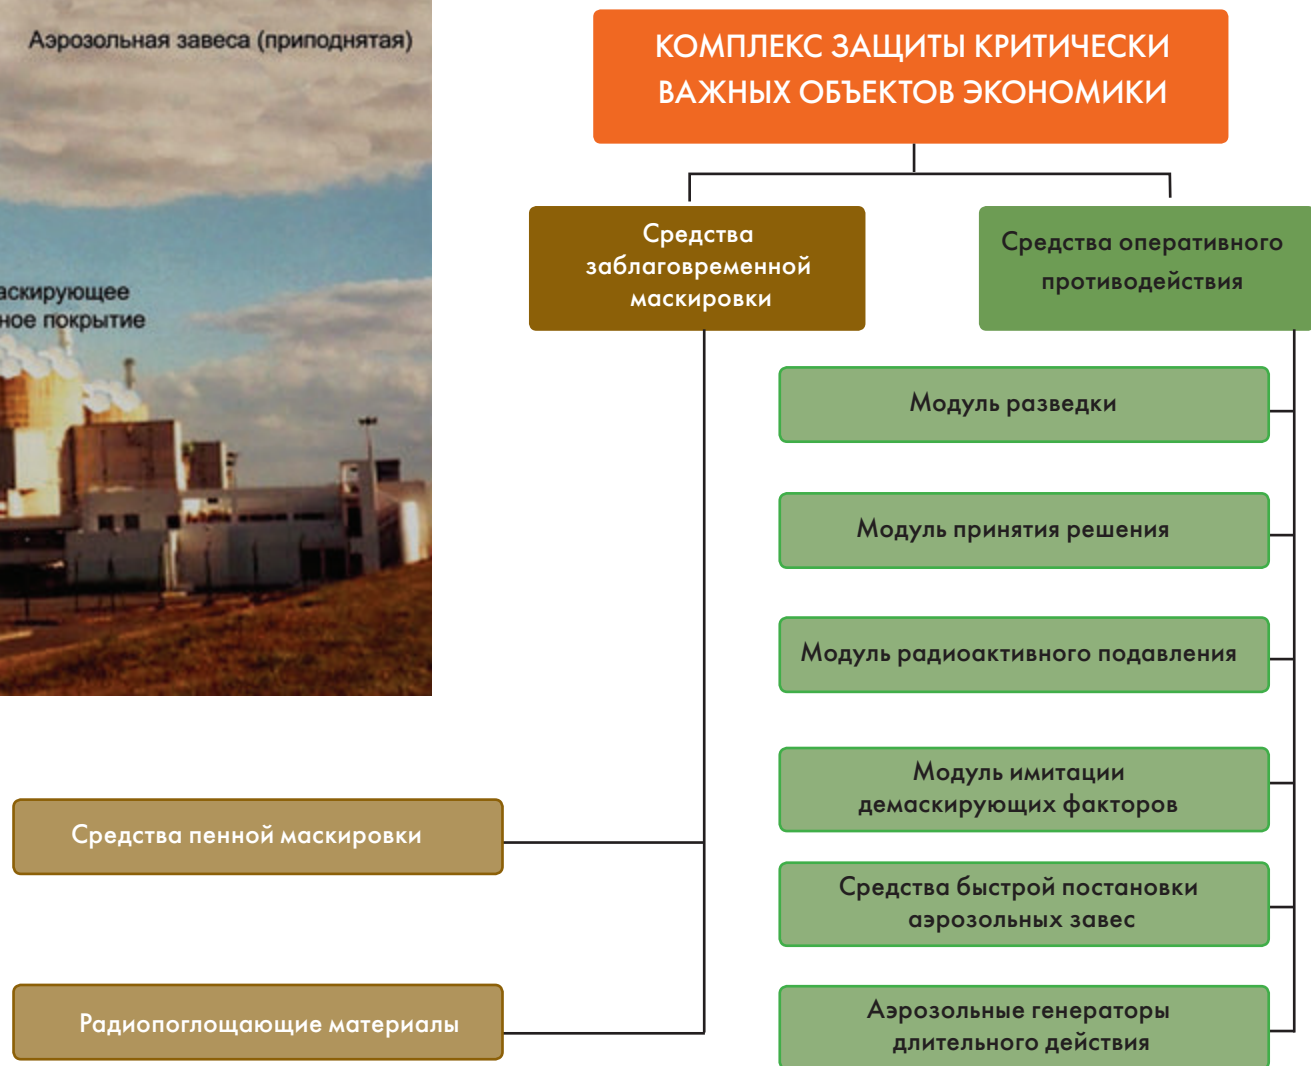 Аэрозольная завеса (приподнятая)
покрытие
КОМПЛЕКС ЗАЩИТЫ КРИТИЧЕСКИ
ВАЖНЫХ ОБЪЕКТОВ ЭКОНОМИКИ
Средства
заблаговременной
маскировки
Средства оперативного
противодействия
Модуль разведки
Модуль принятия решения
Модуль радиоактивного подавления
Модуль имитации
демаскирующих факторов
Средства быстрой постановки
аэрозольных завес
Аэрозольные генераторы
длительного действия
Средства пенной маскировки
Радиопоглощающие материалы